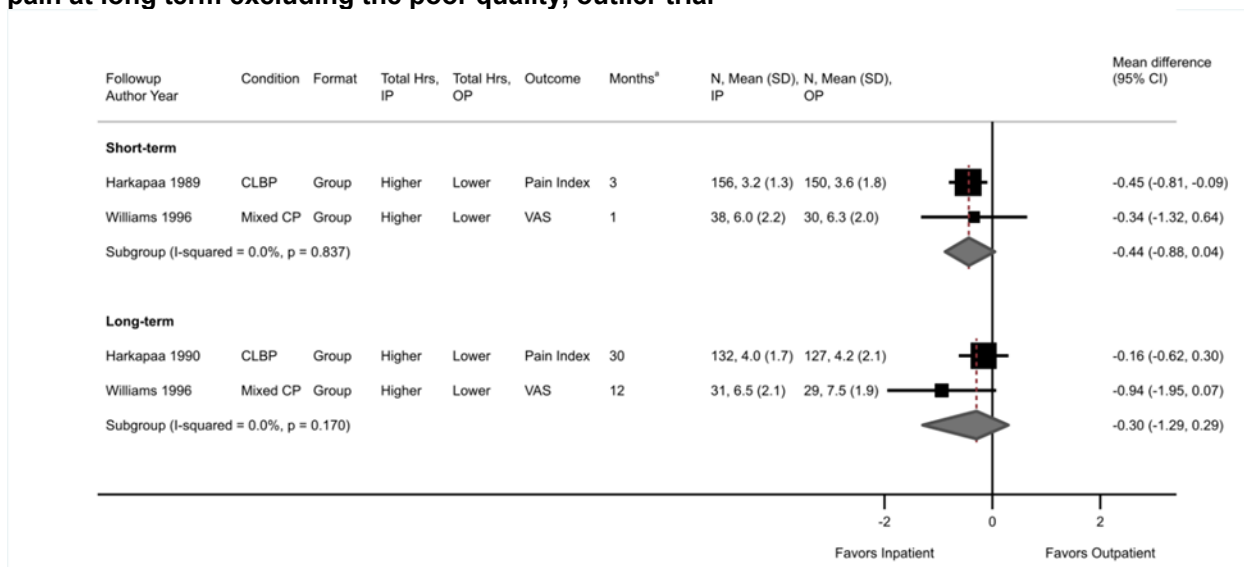 pain at long term excluding the poor quality, outlier trial
Mean difference
Followup Condition Format Total Hrs, Total Hrs, Outcome Monthsª N, Mean (SD), N, Mean (SD), (95% CI)
Author Year IP OP IP OP
Short-term
Harkapaa 1989 CLBP Group Higher Lower Pain Index 3 156, 3.2 (1.3) 150, 3.6 (1.8) -0.45 (-0.81, -0.09)
Williams 1996 Mixed CP Group Higher Lower VAS 1 38, 6.0 (2.2) 30, 6.3 (2.0) -0.34 (-1.32, 0.64)
Subgroup (I-squared = 0.0%, p = 0.837) -0.44 (-0.88, 0.04)
Long-term
Harkapaa 1990 CLBP Group Higher Lower Pain Index 30 132, 4.0 (1.7) 127, 4.2 (2.1) -0.16 (-0.62, 0.30)
Williams 1996 Mixed CP Group Higher Lower VAS 12 31, 6.5 (2.1) 29, 7.5 (1.9) -0.94 (-1.95, 0.07)
Subgroup (I-squared = 0.0%, p = 0.170) -0.30 (-1.29, 0.29)
-2 0 2
Favors Inpatient Favors Outpatient